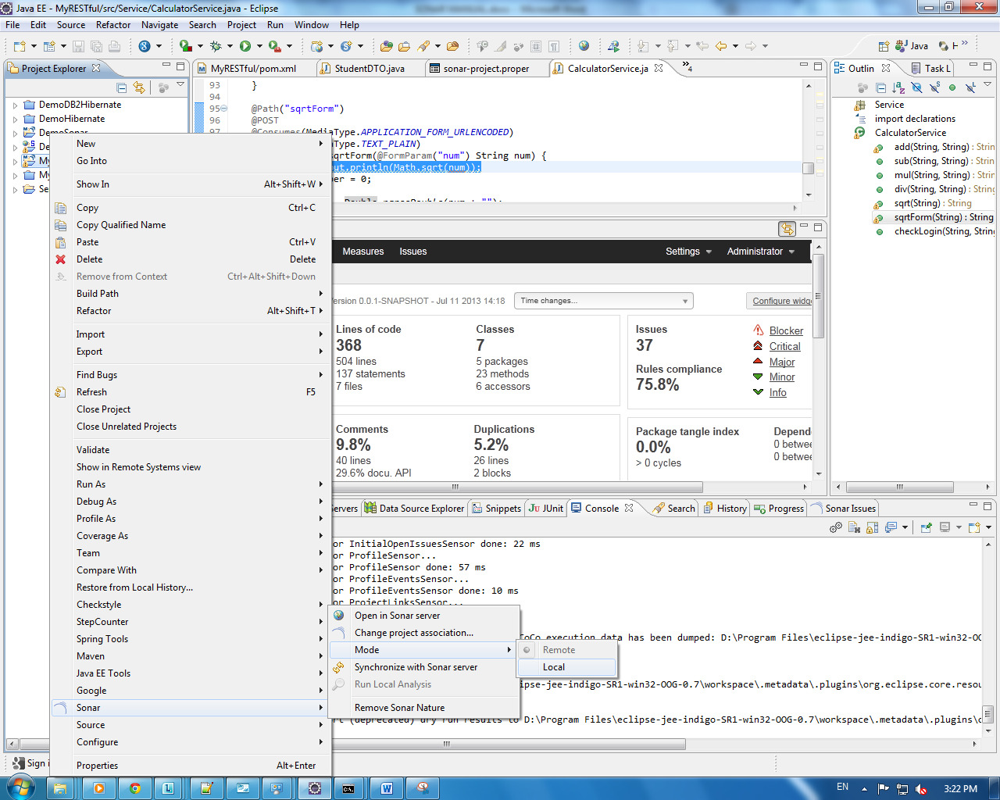 Java EE - MyRESTful/src/Service/CalculatorService.java - Eclipse
File Edit Source Refactor Navigate Search Project Run Window Help
Java
Project Explorer
MyRESTful/pom.xml
StudentDTO.java
sonar-project.proper
CalculatorService.ja
»4
Outlin
Task L
DemoDB2Hibernate
DemoHibernate
DemoSonar
De
My
My
Se
93 }
94
95 @Path("sqrtForm")
96 @POST
97 @Consumes(MediaType.APPLICATION_FORM_URLENCODED)
aType.TEXT_PLAIN)
sqrtForm(@FormParam("num") String num) {
ut.println(Math.sqrt(num));
er = 0;
Double.parseDouble(num + "");
Service
import declarations
CalculatorService
add(String, String) : Strin
sub(String, String) : Strin
mul(String, String) : Strin
div(String, String) : String
sqrt(String) : String
sqrtForm(String) : String
checkLogin(String, String
New
Go Into
Show In Alt+Shift+W
Copy Ctrl+C
Copy Qualified Name
Paste Ctrl+V
Delete Delete
Remove from Context Ctrl+Alt+Shift+Down
Build Path
Refactor Alt+Shift+T
Import
Export
Find Bugs
Refresh F5
Close Project
Close Unrelated Projects
Validate
Show in Remote Systems view
Run As
Debug As
Profile As
Coverage As
Team
Compare With
Restore from Local History...
Checkstyle
StepCounter
Spring Tools
Maven
Java EE Tools
Google
Sonar
Source
Configure
Properties Alt+Enter
Measures Issues Settings Administrator
ersion 0.0.1-SNAPSHOT - Jul 11 2013 14:18
Time changes...
Configure widg
Lines of code
368
504 lines
137 statements
7 files
Classes
7
5 packages
23 methods
6 accessors
Issues
37
Rules compliance
75.8%
Blocker
Critical
Major
Minor
Info
Comments
9.8%
40 lines
29.6% docu. API
Duplications
5.2%
26 lines
2 blocks
Package tangle index
0.0%
> 0 cycles
Depend
0 betwee
0 betwee
Servers
Data Source Explorer
Snippets
JUnit
Console
Search
History
Progress
Sonar Issues
or InitialOpenIssuesSensor done: 22 ms
or ProfileSensor...
or ProfileSensor done: 57 ms
or ProfileEventsSensor...
or ProfileEventsSensor done: 10 ms
or ProjectLinksSensor...
CoCo execution data has been dumped: D:\Program Files\eclipse-jee-indigo-SR1-win32-OO
lipse-jee-indigo-SR1-win32-OOG-0.7\workspace\.metadata\.plugins\org.eclipse.core.resou
rt (deprecated) dry run results to D:\Program Files\eclipse-jee-indigo-SR1-win32-OOG-0.7\workspace\.metadata\.plugins\o
Open in Sonar server
Change project association...
Mode
Synchronize with Sonar server
Run Local Analysis
Remove Sonar Nature
Remote
Local
Sign i
EN
3:22 PM